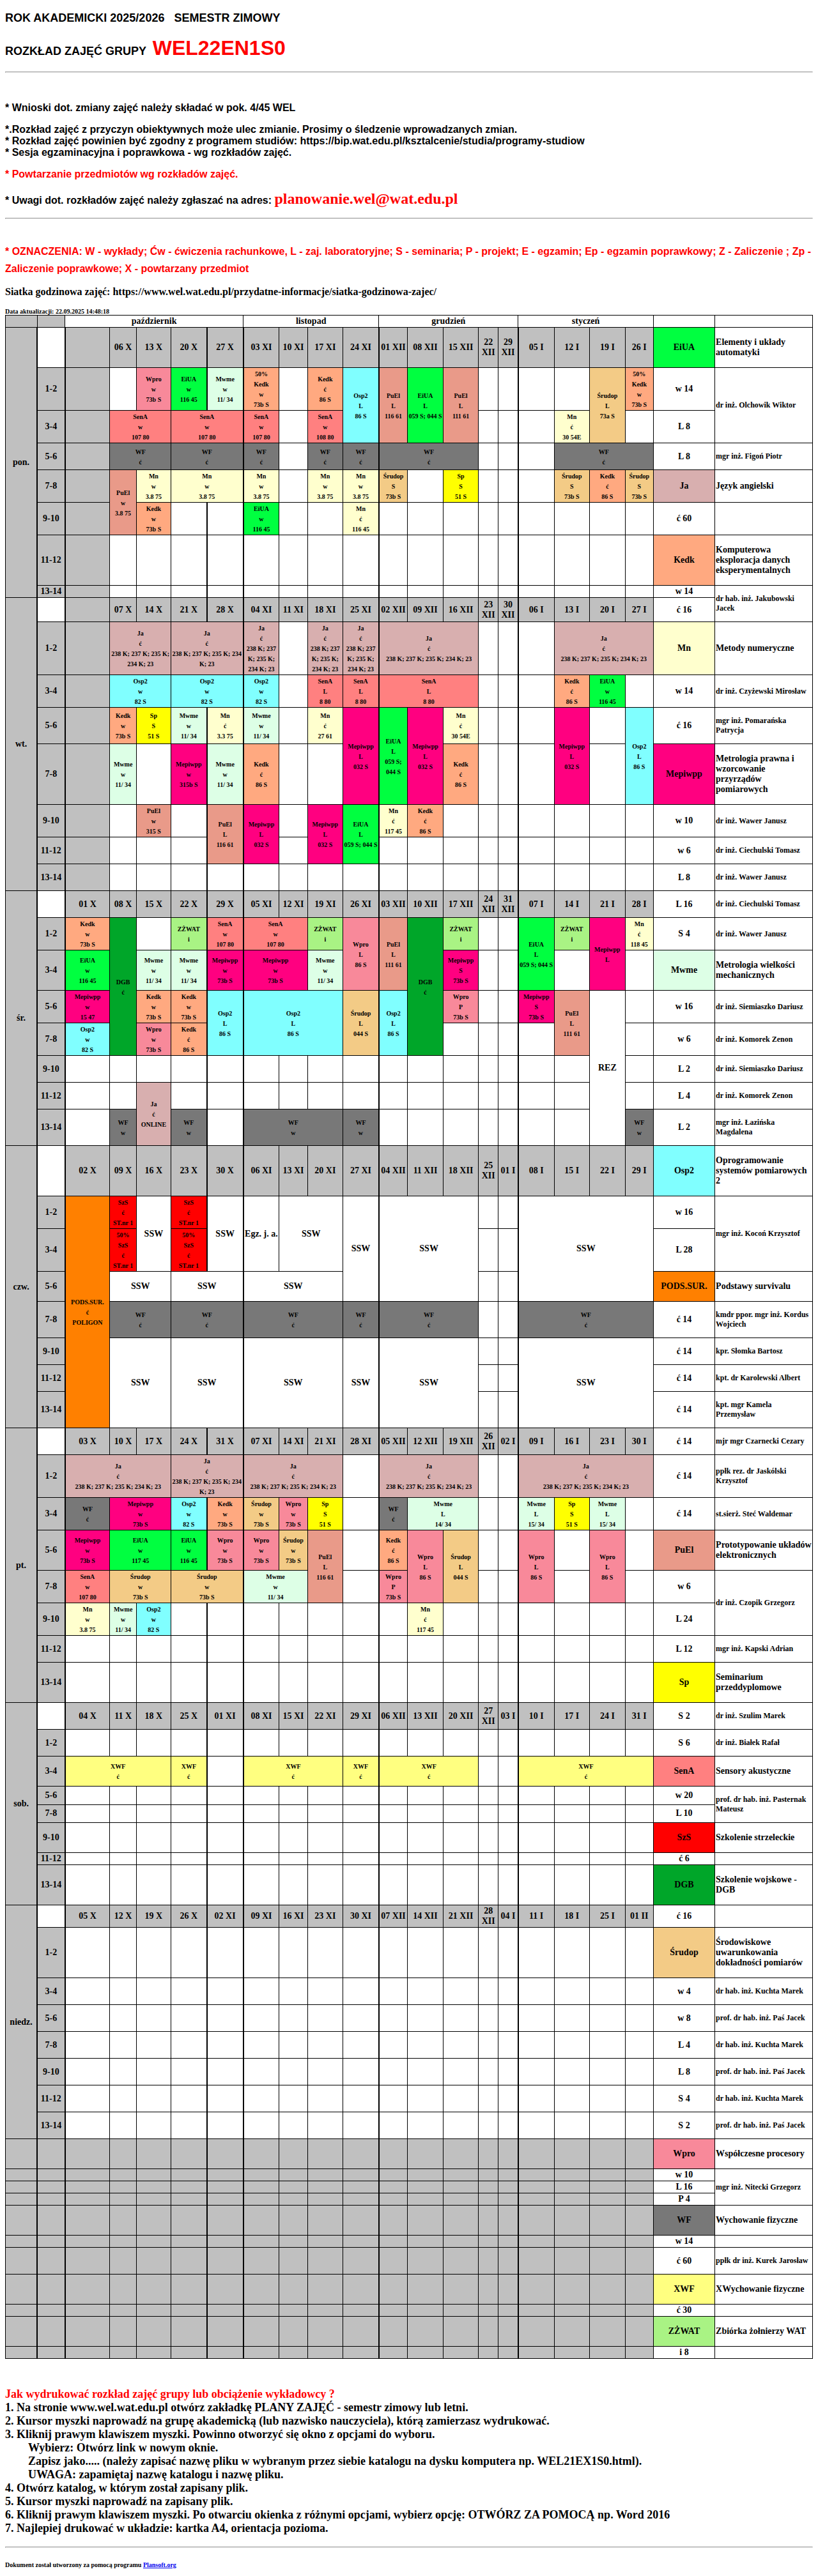 ROK AKADEMICKI 2025/2026 SEMESTR ZIMOWY
ROZKŁAD ZAJĘĆ GRUPY WEL22EN1S0
* Wnioski dot. zmiany zajęć należy składać w pok. 4/45 WEL
*.Rozkład zajęć z przyczyn obiektywnych może ulec zmianie. Prosimy o śledzenie wprowadzanych zmian.
* Rozkład zajęć powinien być zgodny z programem studiów: https://bip.wat.edu.pl/ksztalcenie/studia/programy-studiow
* Sesja egzaminacyjna i poprawkowa - wg rozkładów zajęć.
* Powtarzanie przedmiotów wg rozkładów zajęć.
* Uwagi dot. rozkładów zajęć należy zgłaszać na adres: planowanie.wel@wat.edu.pl
* OZNACZENIA: W - wykłady; Ćw - ćwiczenia rachunkowe, L - zaj. laboratoryjne; S - seminaria; P - projekt; E - egzamin; Ep - egzamin poprawkowy; Z - Zaliczenie ; Zp -
Zaliczenie poprawkowe; X - powtarzany przedmiot
Siatka godzinowa zajęć: https://www.wel.wat.edu.pl/przydatne-informacje/siatka-godzinowa-zajec/
Data aktualizacji: 22.09.2025 14:48:18
październik listopad grudzień styczeń
pon. 06 X 13 X 20 X 27 X 03 XI 10 XI 17 XI 24 XI 01 XII 08 XII 15 XII 22 XII 29 XII 05 I 12 I 19 I 26 I EiUA Elementy i układy automatyki
1-2 Wpro w 73b S EiUA w 116 45 Mwme w 11/ 34 50% Kedk w 73b S Kedk ć 86 S Osp2 L 86 S PuEl L 116 61 EiUA L 059 S; 044 S PuEl L 111 61 Środop L 73a S 50% Kedk w 73b S w 14 dr inż. Olchowik Wiktor
3-4 SenA w 107 80 SenA w 107 80 SenA w 107 80 SenA w 108 80 Mn ć 30 54E L 8
5-6 WF ć WF ć WF ć WF ć WF ć WF ć WF ć L 8 mgr inż. Figoń Piotr
7-8 PuEl w 3.8 75 Mn w 3.8 75 Mn w 3.8 75 Mn w 3.8 75 Mn w 3.8 75 Mn w 3.8 75 Środop S 73b S Sp S 51 S Środop S 73b S Kedk ć 86 S Środop S 73b S Ja Język angielski
9-10 Kedk w 73b S EiUA w 116 45 Mn ć 116 45 ć 60
11-12 Kedk Komputerowa eksploracja danych eksperymentalnych
13-14 w 14 dr hab. inż. Jakubowski Jacek
wt. 07 X 14 X 21 X 28 X 04 XI 11 XI 18 XI 25 XI 02 XII 09 XII 16 XII 23 XII 30 XII 06 I 13 I 20 I 27 I ć 16
1-2 Ja ć 238 K; 237 K; 235 K; 234 K; 23 Ja ć 238 K; 237 K; 235 K; 234 K; 23 Ja ć 238 K; 237 K; 235 K; 234 K; 23 Ja ć 238 K; 237 K; 235 K; 234 K; 23 Ja ć 238 K; 237 K; 235 K; 234 K; 23 Ja ć 238 K; 237 K; 235 K; 234 K; 23 Ja ć 238 K; 237 K; 235 K; 234 K; 23 Mn Metody numeryczne
3-4 Osp2 w 82 S Osp2 w 82 S Osp2 w 82 S SenA L 8 80 SenA L 8 80 SenA L 8 80 Kedk ć 86 S EiUA w 116 45 w 14 dr inż. Czyżewski Mirosław
5-6 Kedk w 73b S Sp S 51 S Mwme w 11/ 34 Mn ć 3.3 75 Mwme w 11/ 34 Mn ć 27 61 Mepiwpp L 032 S EiUA L 059 S; 044 S Mepiwpp L 032 S Mn ć 30 54E Mepiwpp L 032 S Osp2 L 86 S ć 16 mgr inż. Pomarańska Patrycja
7-8 Mwme w 11/ 34 Mepiwpp w 115b S Mwme w 11/ 34 Kedk ć 86 S Kedk ć 86 S Mepiwpp Metrologia prawna i wzorcowanie przyrządów pomiarowych
9-10 PuEl w 315 S PuEl L 116 61 Mepiwpp L 032 S Mepiwpp L 032 S EiUA L 059 S; 044 S Mn ć 117 45 Kedk ć 86 S w 10 dr inż. Wawer Janusz
11-12 w 6 dr inż. Ciechulski Tomasz
13-14 L 8 dr inż. Wawer Janusz
śr. 01 X 08 X 15 X 22 X 29 X 05 XI 12 XI 19 XI 26 XI 03 XII 10 XII 17 XII 24 XII 31 XII 07 I 14 I 21 I 28 I L 16 dr inż. Ciechulski Tomasz
1-2 Kedk w 73b S DGB ć ZŻWAT i SenA w 107 80 SenA w 107 80 ZŻWAT i Wpro L 86 S PuEl L 111 61 DGB ć ZŻWAT i EiUA L 059 S; 044 S ZŻWAT i Mepiwpp L Mn ć 118 45 S 4 dr inż. Wawer Janusz
3-4 EiUA w 116 45 Mwme w 11/ 34 Mwme w 11/ 34 Mepiwpp w 73b S Mepiwpp w 73b S Mwme w 11/ 34 Mepiwpp S 73b S Mwme Metrologia wielkości mechanicznych
5-6 Mepiwpp w 15 47 Kedk w 73b S Kedk w 73b S Osp2 L 86 S Osp2 L 86 S Środop L 044 S Osp2 L 86 S Wpro P 73b S Mepiwpp S 73b S PuEl L 111 61 REZ w 16 dr inż. Siemiaszko Dariusz
7-8 Osp2 w 82 S Wpro w 73b S Kedk ć 86 S w 6 dr inż. Komorek Zenon
9-10 L 2 dr inż. Siemiaszko Dariusz
11-12 Ja ć ONLINE L 4 dr inż. Komorek Zenon
13-14 WF w WF w WF w WF w WF w L 2 mgr inż. Łazińska Magdalena
czw. 02 X 09 X 16 X 23 X 30 X 06 XI 13 XI 20 XI 27 XI 04 XII 11 XII 18 XII 25 XII 01 I 08 I 15 I 22 I 29 I Osp2 Oprogramowanie systemów pomiarowych 2
1-2 PODS.SUR. ć POLIGON SzS ć ST.nr 1 SSW SzS ć ST.nr 1 SSW Egz. j. a. SSW SSW SSW SSW w 16 mgr inż. Kocoń Krzysztof
3-4 50% SzS ć ST.nr 1 50% SzS ć ST.nr 1 L 28
5-6 SSW SSW SSW PODS.SUR. Podstawy survivalu
7-8 WF ć WF ć WF ć WF ć WF ć WF ć ć 14 kmdr ppor. mgr inż. Kordus Wojciech
9-10 SSW SSW SSW SSW SSW SSW ć 14 kpr. Słomka Bartosz
11-12 ć 14 kpt. dr Karolewski Albert
13-14 ć 14 kpt. mgr Kamela Przemysław
pt. 03 X 10 X 17 X 24 X 31 X 07 XI 14 XI 21 XI 28 XI 05 XII 12 XII 19 XII 26 XII 02 I 09 I 16 I 23 I 30 I ć 14 mjr mgr Czarnecki Cezary
1-2 Ja ć 238 K; 237 K; 235 K; 234 K; 23 Ja ć 238 K; 237 K; 235 K; 234 K; 23 Ja ć 238 K; 237 K; 235 K; 234 K; 23 Ja ć 238 K; 237 K; 235 K; 234 K; 23 Ja ć 238 K; 237 K; 235 K; 234 K; 23 ć 14 ppłk rez. dr Jaskólski Krzysztof
3-4 WF ć Mepiwpp w 73b S Osp2 w 82 S Kedk w 73b S Środop w 73b S Wpro w 73b S Sp S 51 S WF ć Mwme L 14/ 34 Mwme L 15/ 34 Sp S 51 S Mwme L 15/ 34 ć 14 st.sierż. Steć Waldemar
5-6 Mepiwpp w 73b S EiUA w 117 45 EiUA w 116 45 Wpro w 73b S Wpro w 73b S Środop w 73b S PuEl L 116 61 Kedk ć 86 S Wpro L 86 S Środop L 044 S Wpro L 86 S Wpro L 86 S PuEl Prototypowanie układów elektronicznych
7-8 SenA w 107 80 Środop w 73b S Środop w 73b S Mwme w 11/ 34 Wpro P 73b S w 6 dr inż. Czopik Grzegorz
9-10 Mn w 3.8 75 Mwme w 11/ 34 Osp2 w 82 S Mn ć 117 45 L 24
11-12 L 12 mgr inż. Kapski Adrian
13-14 Sp Seminarium przeddyplomowe
sob. 04 X 11 X 18 X 25 X 01 XI 08 XI 15 XI 22 XI 29 XI 06 XII 13 XII 20 XII 27 XII 03 I 10 I 17 I 24 I 31 I S 2 dr inż. Szulim Marek
1-2 S 6 dr inż. Białek Rafał
3-4 XWF ć XWF ć XWF ć XWF ć XWF ć XWF ć SenA Sensory akustyczne
5-6 w 20 prof. dr hab. inż. Pasternak Mateusz
7-8 L 10
9-10 SzS Szkolenie strzeleckie
11-12 ć 6
13-14 DGB Szkolenie wojskowe - DGB
niedz. 05 X 12 X 19 X 26 X 02 XI 09 XI 16 XI 23 XI 30 XI 07 XII 14 XII 21 XII 28 XII 04 I 11 I 18 I 25 I 01 II ć 16
1-2 Środop Środowiskowe uwarunkowania dokładności pomiarów
3-4 w 4 dr hab. inż. Kuchta Marek
5-6 w 8 prof. dr hab. inż. Paś Jacek
7-8 L 4 dr hab. inż. Kuchta Marek
9-10 L 8 prof. dr hab. inż. Paś Jacek
11-12 S 4 dr hab. inż. Kuchta Marek
13-14 S 2 prof. dr hab. inż. Paś Jacek
Wpro Współczesne procesory
w 10 mgr inż. Nitecki Grzegorz
L 16
P 4
WF Wychowanie fizyczne
w 14
ć 60 ppłk dr inż. Kurek Jarosław
XWF XWychowanie fizyczne
ć 30
ZŻWAT Zbiórka żołnierzy WAT
i 8
Jak wydrukować rozkład zajęć grupy lub obciążenie wykładowcy ?
1. Na stronie www.wel.wat.edu.pl otwórz zakładkę PLANY ZAJĘĆ - semestr zimowy lub letni.
2. Kursor myszki naprowadź na grupę akademicką (lub nazwisko nauczyciela), którą zamierzasz wydrukować.
3. Kliknij prawym klawiszem myszki. Powinno otworzyć się okno z opcjami do wyboru.
Wybierz: Otwórz link w nowym oknie.
Zapisz jako..... (należy zapisać nazwę pliku w wybranym przez siebie katalogu na dysku komputera np. WEL21EX1S0.html).
UWAGA: zapamiętaj nazwę katalogu i nazwę pliku.
4. Otwórz katalog, w którym został zapisany plik.
5. Kursor myszki naprowadź na zapisany plik.
6. Kliknij prawym klawiszem myszki. Po otwarciu okienka z różnymi opcjami, wybierz opcję: OTWÓRZ ZA POMOCĄ np. Word 2016
7. Najlepiej drukować w układzie: kartka A4, orientacja pozioma.
Dokument został utworzony za pomocą programu Plansoft.org